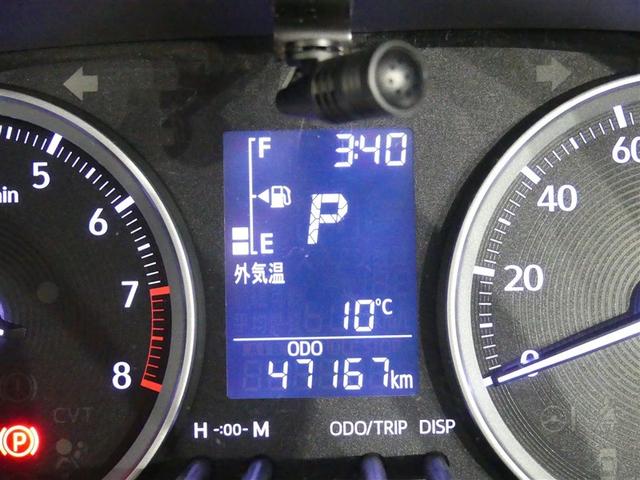 F 3:40
P
E
外気温
10℃
ODO
47167km
H -:00- M ODO/TRIP DISP
5
6
7
8
CVT
P
60
40
20
0